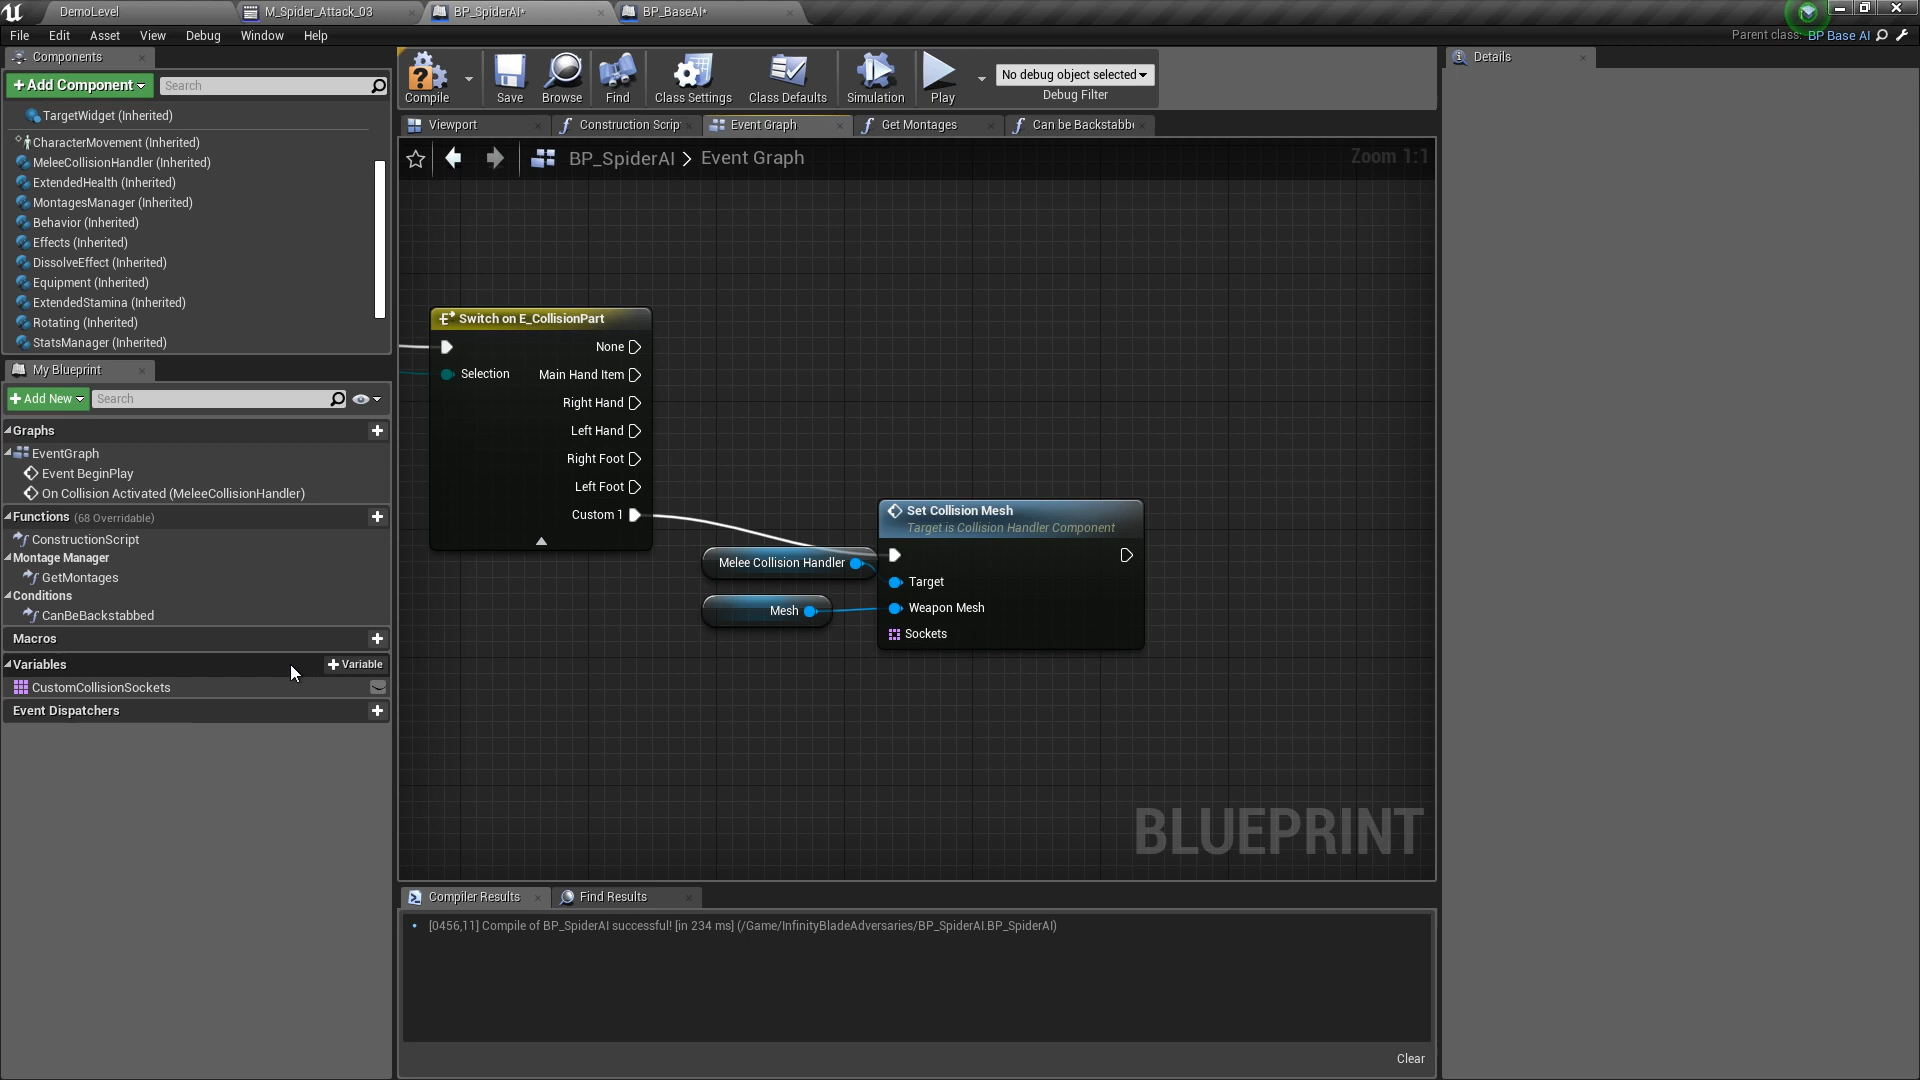 DemoLevel
M_Spider_Attack_03
BP_SpiderAI*
BP_BaseAI*
File Edit Asset View Debug Window Help
Parent class: BP Base AI
Components
Add Component
Search
TargetWidget (Inherited)
CharacterMovement (Inherited)
MeleeCollisionHandler (Inherited)
ExtendedHealth (Inherited)
MontagesManager (Inherited)
Behavior (Inherited)
Effects (Inherited)
DissolveEffect (Inherited)
Equipment (Inherited)
ExtendedStamina (Inherited)
Rotating (Inherited)
StatsManager (Inherited)
My Blueprint
Add New
Search
Graphs
EventGraph
Event BeginPlay
On Collision Activated (MeleeCollisionHandler)
Functions (68 Overridable)
ConstructionScript
Montage Manager
GetMontages
Conditions
CanBeBackstabbed
Macros
Variables
Variable
CustomCollisionSockets
Event Dispatchers
Compile
Save
Browse
Find
Class Settings
Class Defaults
Simulation
Play
No debug object selected
Debug Filter
Viewport
Construction Scrip
Event Graph
Get Montages
Can be Backstabb
BP_SpiderAI > Event Graph
Zoom 1:1
Switch on E_CollisionPart
None
Selection
Main Hand Item
Right Hand
Left Hand
Right Foot
Left Foot
Custom 1
Melee Collision Handler
Mesh
Set Collision Mesh
Target is Collision Handler Component
Target
Weapon Mesh
Sockets
BLUEPRINT
Compiler Results
Find Results
[0456,11] Compile of BP_SpiderAI successful! [in 234 ms] (/Game/InfinityBladeAdversaries/BP_SpiderAI.BP_SpiderAI)
Clear
Details